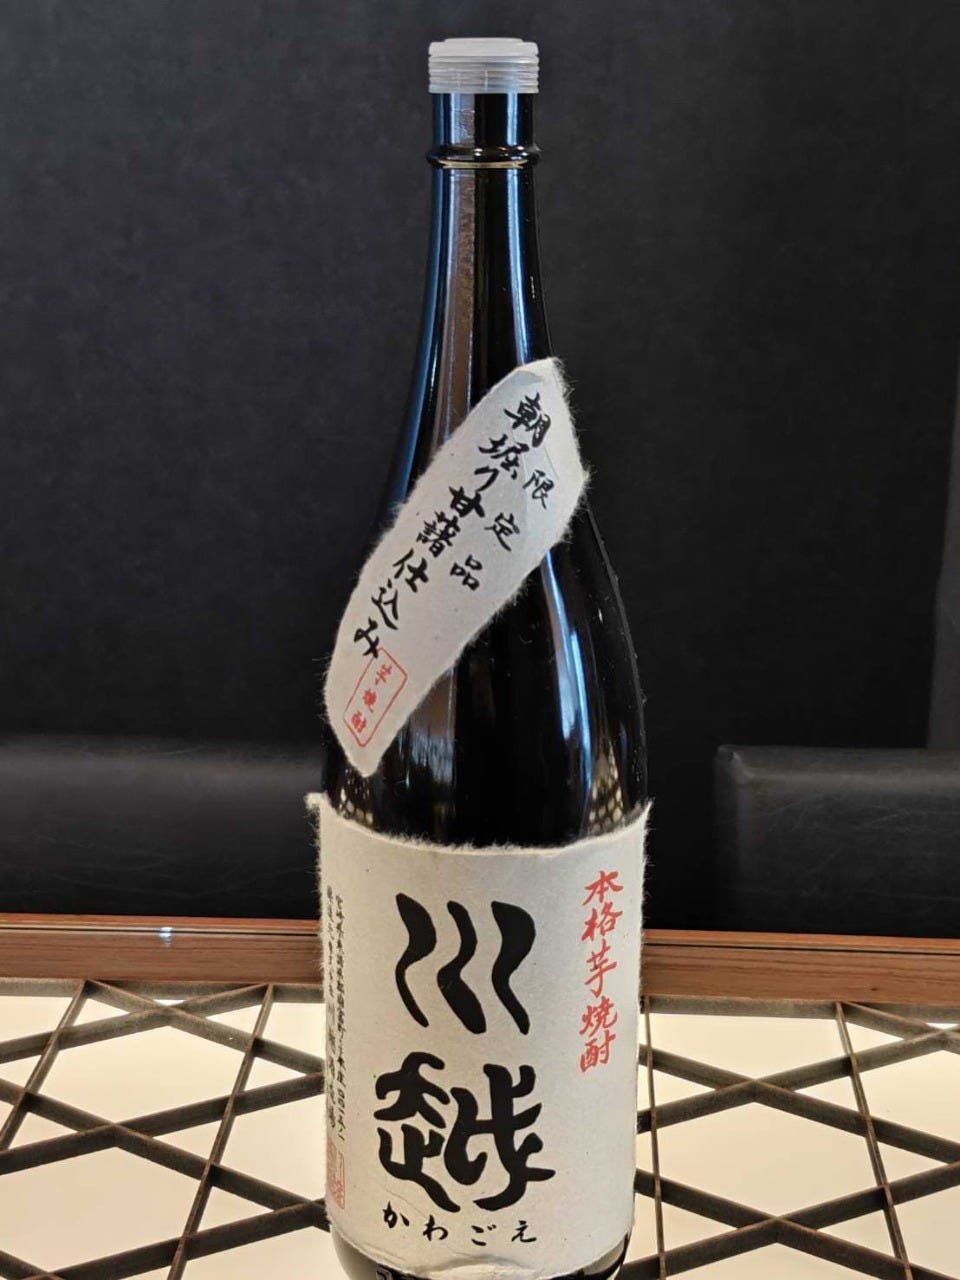 限定品
朝掘り甘藷仕込み
芋焼酎
本格芋焼酎
川越
かわごえ